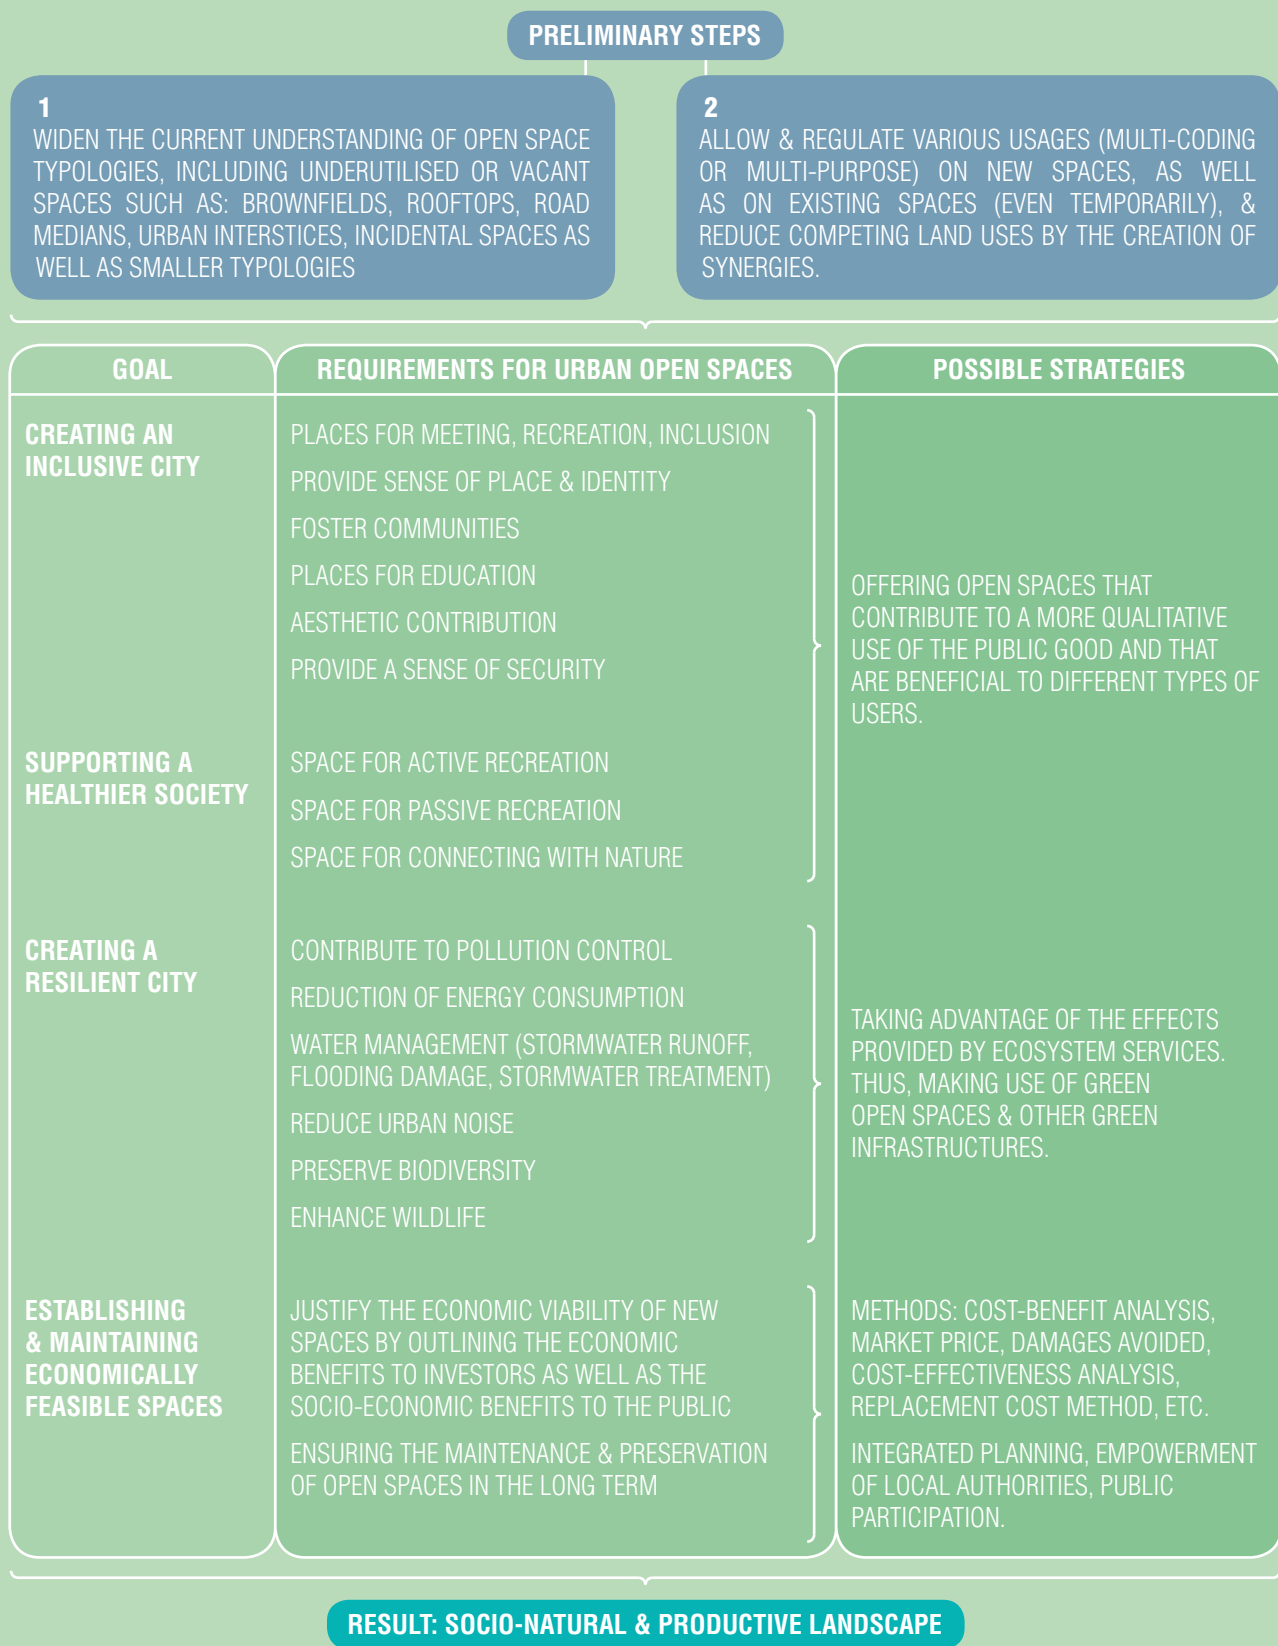 PRELIMINARY STEPS
1
WIDEN THE CURRENT UNDERSTANDING OF OPEN SPACE
TYPOLOGIES, INCLUDING UNDERUTILISED OR VACANT
SPACES SUCH AS: BROWNFIELDS, ROOFTOPS, ROAD
MEDIANS, URBAN INTERSTICES, INCIDENTAL SPACES AS
WELL AS SMALLER TYPOLOGIES
2
ALLOW & REGULATE VARIOUS USAGES (MULTI-CODING
OR MULTI-PURPOSE) ON NEW SPACES, AS WELL
AS ON EXISTING SPACES (EVEN TEMPORARILY), &
REDUCE COMPETING LAND USES BY THE CREATION OF
SYNERGIES.
GOAL
REQUIREMENTS FOR URBAN OPEN SPACES
POSSIBLE STRATEGIES
CREATING AN
INCLUSIVE CITY
PLACES FOR MEETING, RECREATION, INCLUSION
PROVIDE SENSE OF PLACE & IDENTITY
FOSTER COMMUNITIES
PLACES FOR EDUCATION
AESTHETIC CONTRIBUTION
PROVIDE A SENSE OF SECURITY
SUPPORTING A
HEALTHIER SOCIETY
SPACE FOR ACTIVE RECREATION
SPACE FOR PASSIVE RECREATION
SPACE FOR CONNECTING WITH NATURE
OFFERING OPEN SPACES THAT
CONTRIBUTE TO A MORE QUALITATIVE
USE OF THE PUBLIC GOOD AND THAT
ARE BENEFICIAL TO DIFFERENT TYPES OF
USERS.
CREATING A
RESILIENT CITY
CONTRIBUTE TO POLLUTION CONTROL
REDUCTION OF ENERGY CONSUMPTION
WATER MANAGEMENT (STORMWATER RUNOFF,
FLOODING DAMAGE, STORMWATER TREATMENT)
REDUCE URBAN NOISE
PRESERVE BIODIVERSITY
ENHANCE WILDLIFE
TAKING ADVANTAGE OF THE EFFECTS
PROVIDED BY ECOSYSTEM SERVICES.
THUS, MAKING USE OF GREEN
OPEN SPACES & OTHER GREEN
INFRASTRUCTURES.
ESTABLISHING
& MAINTAINING
ECONOMICALLY
FEASIBLE SPACES
JUSTIFY THE ECONOMIC VIABILITY OF NEW
SPACES BY OUTLINING THE ECONOMIC
BENEFITS TO INVESTORS AS WELL AS THE
SOCIO-ECONOMIC BENEFITS TO THE PUBLIC
ENSURING THE MAINTENANCE & PRESERVATION
OF OPEN SPACES IN THE LONG TERM
METHODS: COST-BENEFIT ANALYSIS,
MARKET PRICE, DAMAGES AVOIDED,
COST-EFFECTIVENESS ANALYSIS,
REPLACEMENT COST METHOD, ETC.
INTEGRATED PLANNING, EMPOWERMENT
OF LOCAL AUTHORITIES, PUBLIC
PARTICIPATION.
RESULT: SOCIO-NATURAL & PRODUCTIVE LANDSCAPE